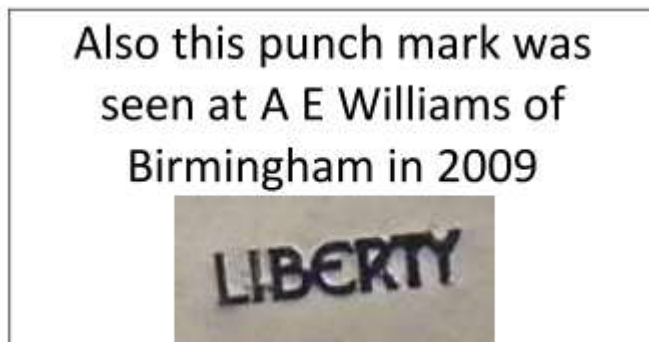 Also this punch mark was
seen at A E Williams of
Birmingham in 2009
LIBERTY